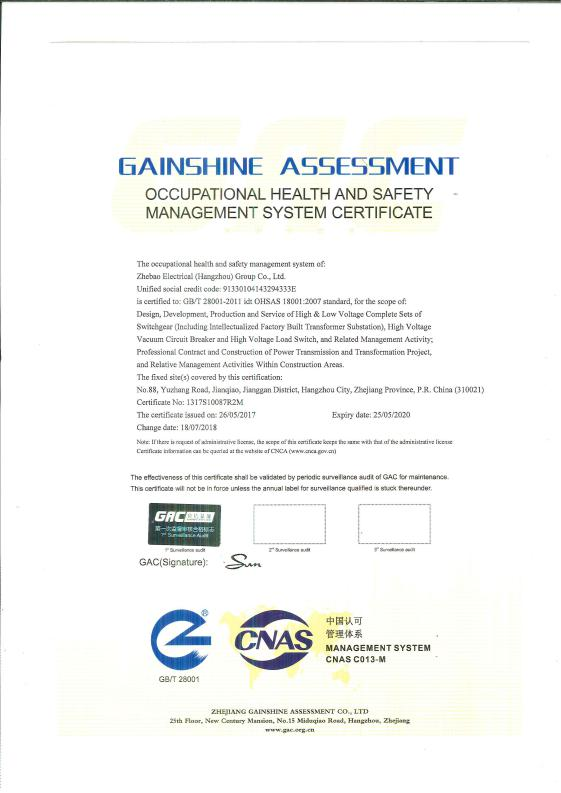 GAINSHINE ASSESSMENT
OCCUPATIONAL HEALTH AND SAFETY
MANAGEMENT SYSTEM CERTIFICATE
The occupational health and safety management system of:
Zhebao Electrical (Hangzhou) Group Co., Ltd.
Unified social credit code: 91330104143294333E
is certified to: GB/T 28001-2011 idt OHSAS 18001:2007 standard, for the scope of:
Design, Development, Production and Service of High & Low Voltage Complete Sets of
Switchgear (Including Intellectualized Factory Built Transformer Substation), High Voltage
Vacuum Circuit Breaker and High Voltage Load Switch, and Related Management Activity;
Professional Contract and Construction of Power Transmission and Transformation Project,
and Relative Management Activities Within Construction Areas.
The fixed site(s) covered by this certification:
No.88, Yuzhang Road, Jianqiao, Jianggan District, Hangzhou City, Zhejiang Province, P.R. China (310021)
Certificate No: 1317S10087R2M
The certificate issued on: 26/05/2017 Expiry date: 25/05/2020
Change date: 18/07/2018
Note: If there is request of administrative license, the scope of this certificate keeps the same with that of the administrative license
Certificate information can be queried at the website of CNCA (www.cnca.gov.cn)
The effectiveness of this certificate shall be validated by periodic surveillance audit of GAC for maintenance.
This certificate will not be in force unless the annual label for surveillance qualified is stuck thereunder.
GAC
第一次监督审核合格标志
1st Surveillance Audit
1st Surveillance audit 2nd Surveillance audit 3rd Surveillance audit
GAC(Signature): Sun
®
GB/T 28001
CNAS
中国认可
管理体系
MANAGEMENT SYSTEM
CNAS C013-M
ZHEJIANG GAINSHINE ASSESSMENT CO., LTD
25th Floor, New Century Mansion, No.15 Miduqiao Road, Hangzhou, Zhejiang
www.gac.org.cn